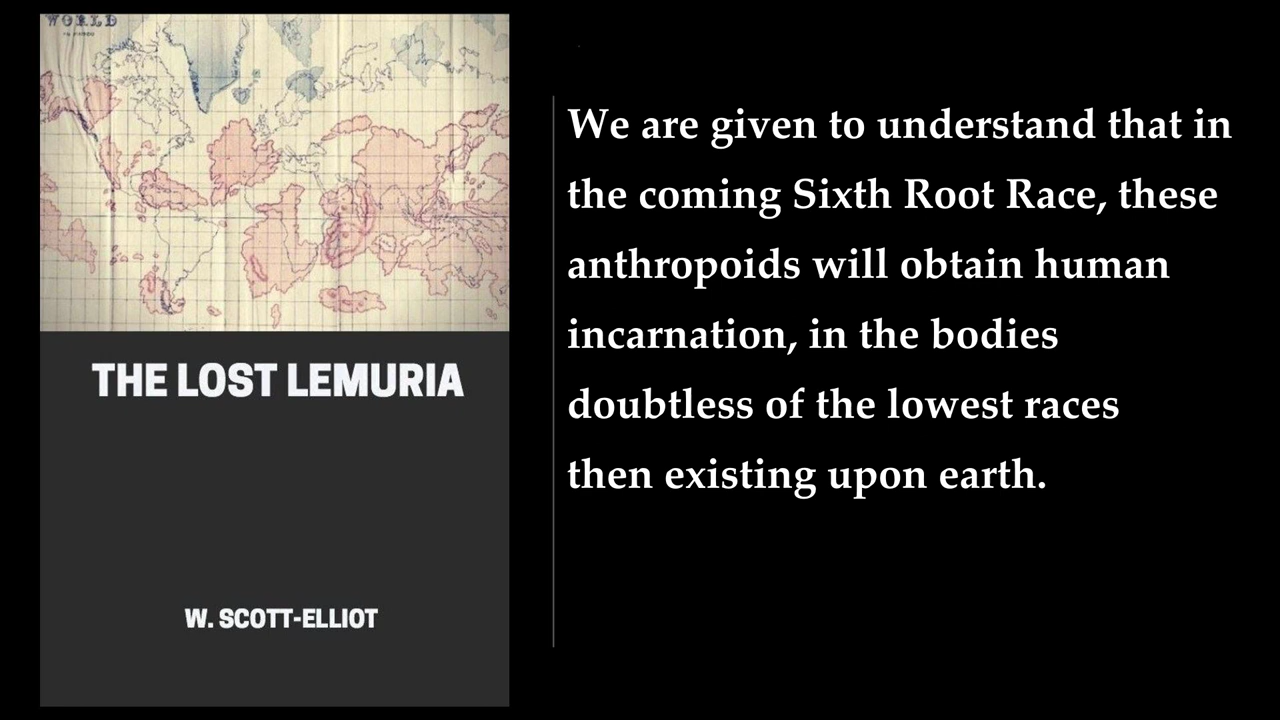 WORLD
THE LOST LEMURIA
W. SCOTT-ELLIOT
We are given to understand that in
the coming Sixth Root Race, these
anthropoids will obtain human
incarnation, in the bodies
doubtless of the lowest races
then existing upon earth.